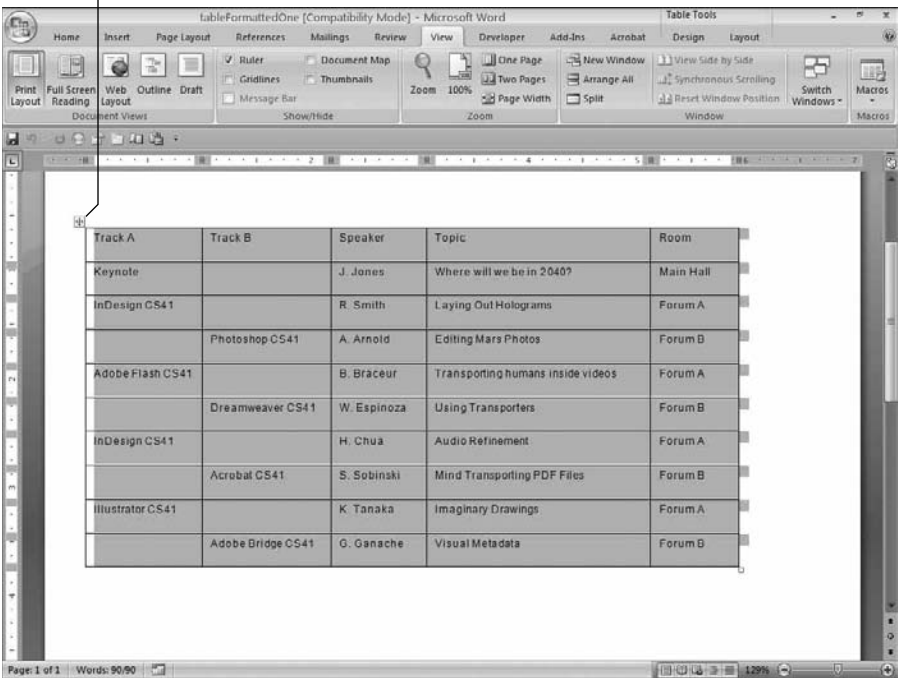 tableFormattedOne [Compatibility Mode] - Microsoft Word Table Tools
Home Insert Page Layout References Mailings Review View Developer Add-Ins Acrobat Design Layout
Print Layout Full Screen Reading Web Layout Outline Draft
Document Views
Ruler Document Map
Gridlines Thumbnails
Message Bar
Show/Hide
Zoom 100% One Page
Two Pages
Page Width
Zoom
New Window View Side by Side
Arrange All Synchronous Scrolling
Split Reset Window Position
Switch Windows
Window
Macros
Macros
Track A Track B Speaker Topic Room
Keynote J. Jones Where will we be in 2040? Main Hall
InDesign CS41 R. Smith Laying Out Holograms Forum A
Photoshop CS41 A. Arnold Editing Mars Photos Forum B
Adobe Flash CS41 B. Braceur Transporting humans inside videos Forum A
Dreamweaver CS41 W. Espinoza Using Transporters Forum B
InDesign CS41 H. Chua Audio Refinement Forum A
Acrobat CS41 S. Sobinski Mind Transporting PDF Files Forum B
Illustrator CS41 K. Tanaka Imaginary Drawings Forum A
Adobe Bridge CS41 G. Ganache Visual Metadata Forum B
Page: 1 of 1 Words: 90/90 129%